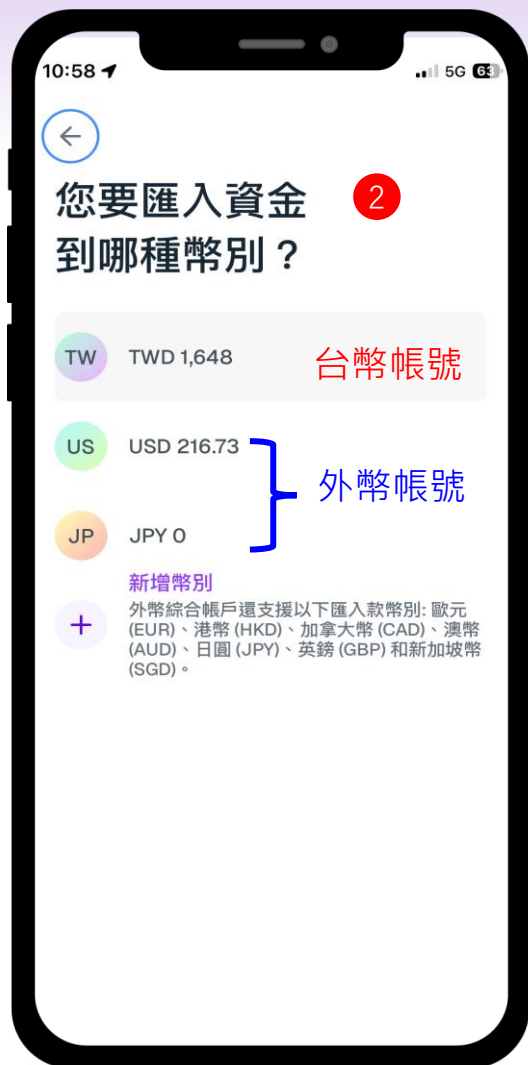 10:58
5G 63
您要匯入資金
2
到哪種幣別？
TW TWD 1,648 台幣帳號
US USD 216.73
外幣帳號
JP JPY 0
新增幣別
外幣綜合帳戶還支援以下匯入款幣別: 歐元
(EUR)、港幣 (HKD)、加拿大幣 (CAD)、澳幣
(AUD)、日圓 (JPY)、英鎊 (GBP) 和新加坡幣
(SGD)。